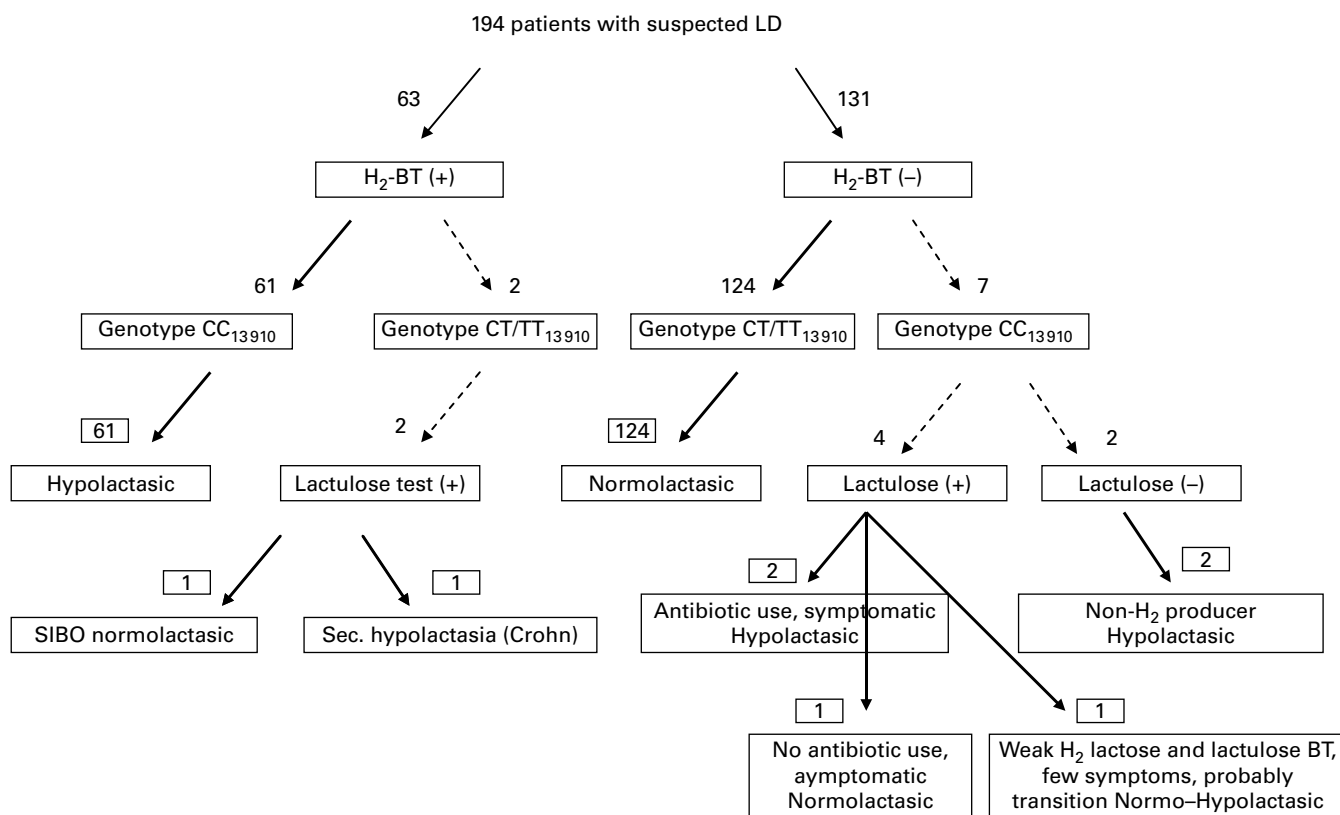 194 patients with suspected LD
63
131
H₂-BT (+)
H₂-BT (–)
61
2
124
7
Genotype CC₁₃₉₁₀
Genotype CT/TT₁₃₉₁₀
Genotype CT/TT₁₃₉₁₀
Genotype CC₁₃₉₁₀
61
2
124
4
2
Hypolactasic
Lactulose test (+)
Normolactasic
Lactulose (+)
Lactulose (–)
1
1
2
2
SIBO normolactasic
Sec. hypolactasia (Crohn)
Antibiotic use, symptomatic
Hypolactasic
Non-H₂ producer
Hypolactasic
1
1
No antibiotic use,
aymptomatic
Normolactasic
Weak H₂ lactose and lactulose BT,
few symptoms, probably
transition Normo–Hypolactasic